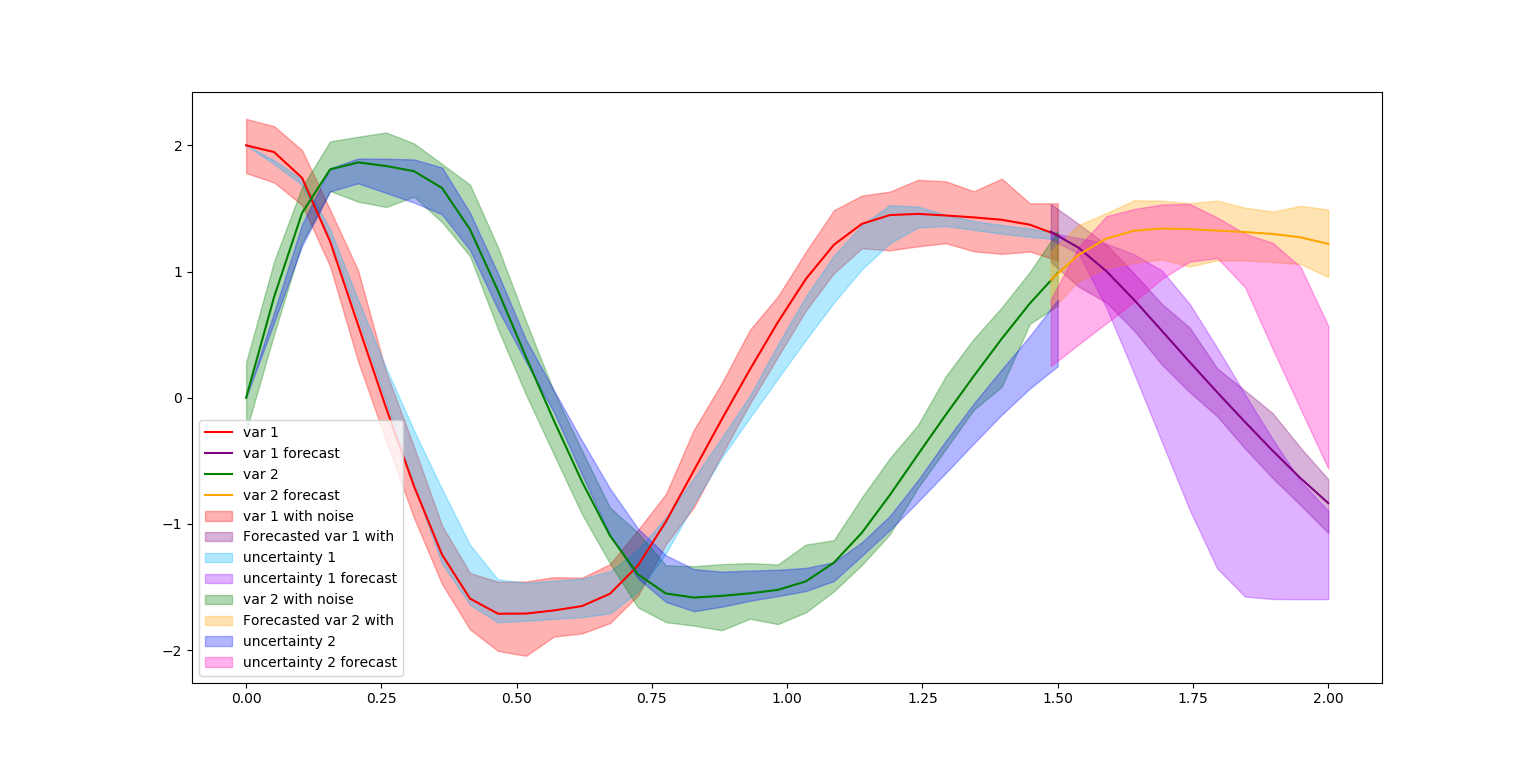 2
1
0
−1
−2
var 1
var 1 forecast
var 2
var 2 forecast
var 1 with noise
Forecasted var 1 with
uncertainty 1
uncertainty 1 forecast
var 2 with noise
Forecasted var 2 with
uncertainty 2
uncertainty 2 forecast
0.00 0.25 0.50 0.75 1.00 1.25 1.50 1.75 2.00